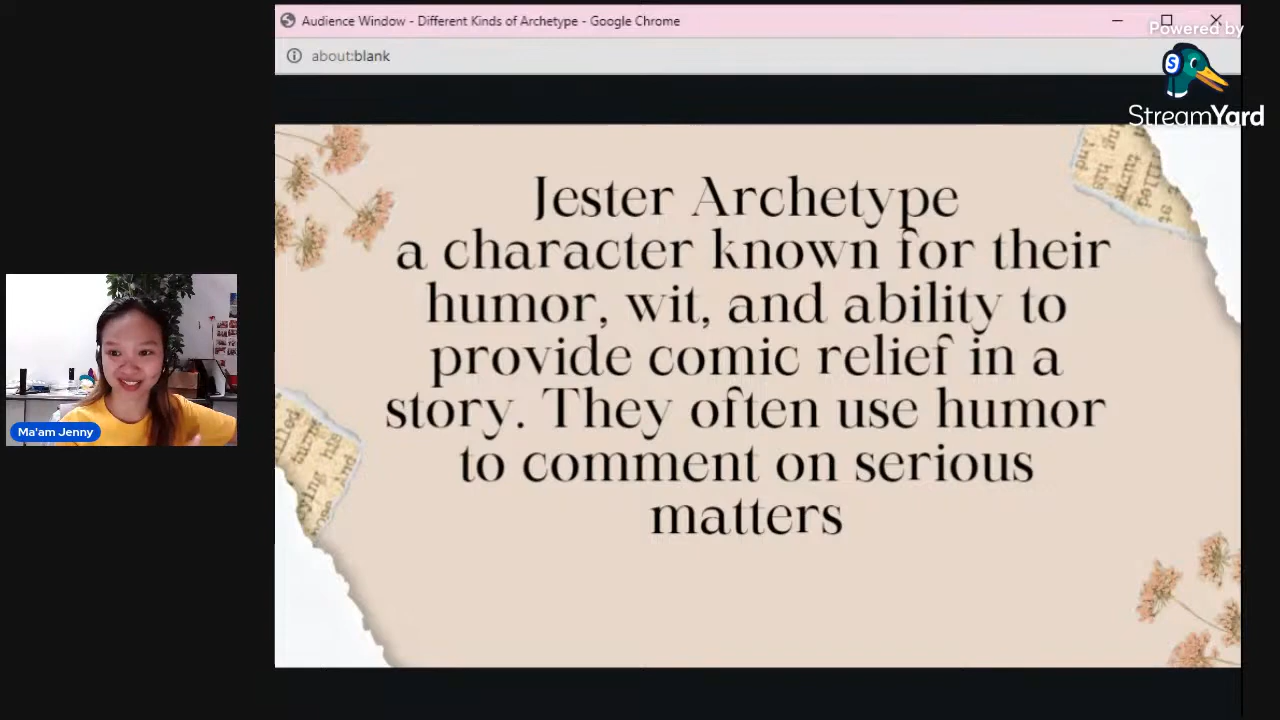 Audience Window - Different Kinds of Archetype - Google Chrome
about:blank
Powered by
StreamYard
Jester Archetype
a character known for their
humor, wit, and ability to
provide comic relief in a
story. They often use humor
to comment on serious
matters
Ma'am Jenny